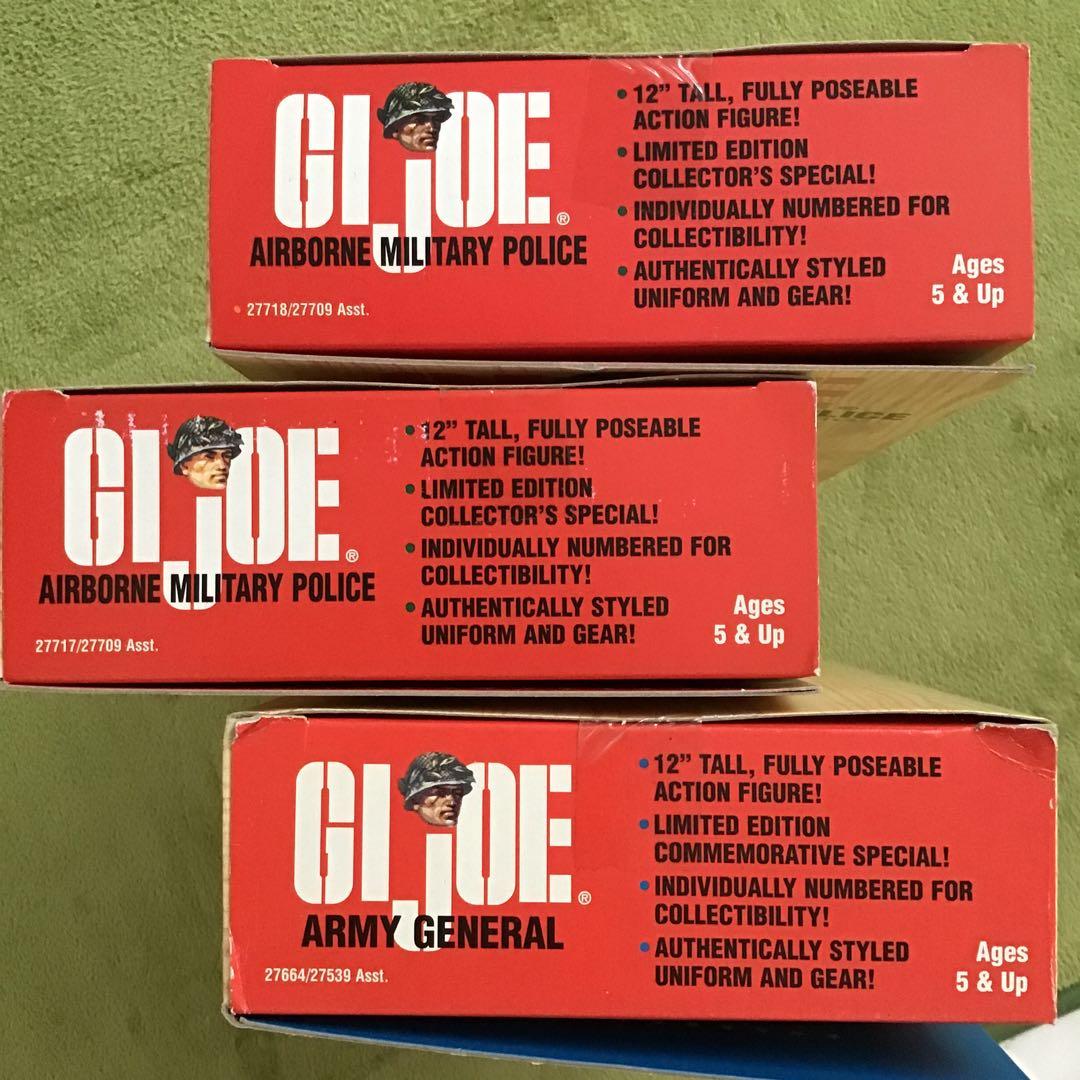 GI JOE®
AIRBORNE MILITARY POLICE
27718/27709 Asst.
• 12” TALL, FULLY POSEABLE
ACTION FIGURE!
• LIMITED EDITION
COLLECTOR'S SPECIAL!
• INDIVIDUALLY NUMBERED FOR
COLLECTIBILITY!
• AUTHENTICALLY STYLED
UNIFORM AND GEAR!
Ages
5 & Up
GI JOE®
AIRBORNE MILITARY POLICE
27717/27709 Asst.
• 12” TALL, FULLY POSEABLE
ACTION FIGURE!
• LIMITED EDITION
COLLECTOR'S SPECIAL!
• INDIVIDUALLY NUMBERED FOR
COLLECTIBILITY!
• AUTHENTICALLY STYLED
UNIFORM AND GEAR!
Ages
5 & Up
GI JOE®
ARMY GENERAL
27664/27539 Asst.
• 12” TALL, FULLY POSEABLE
ACTION FIGURE!
• LIMITED EDITION
COMMEMORATIVE SPECIAL!
• INDIVIDUALLY NUMBERED FOR
COLLECTIBILITY!
• AUTHENTICALLY STYLED
UNIFORM AND GEAR!
Ages
5 & Up